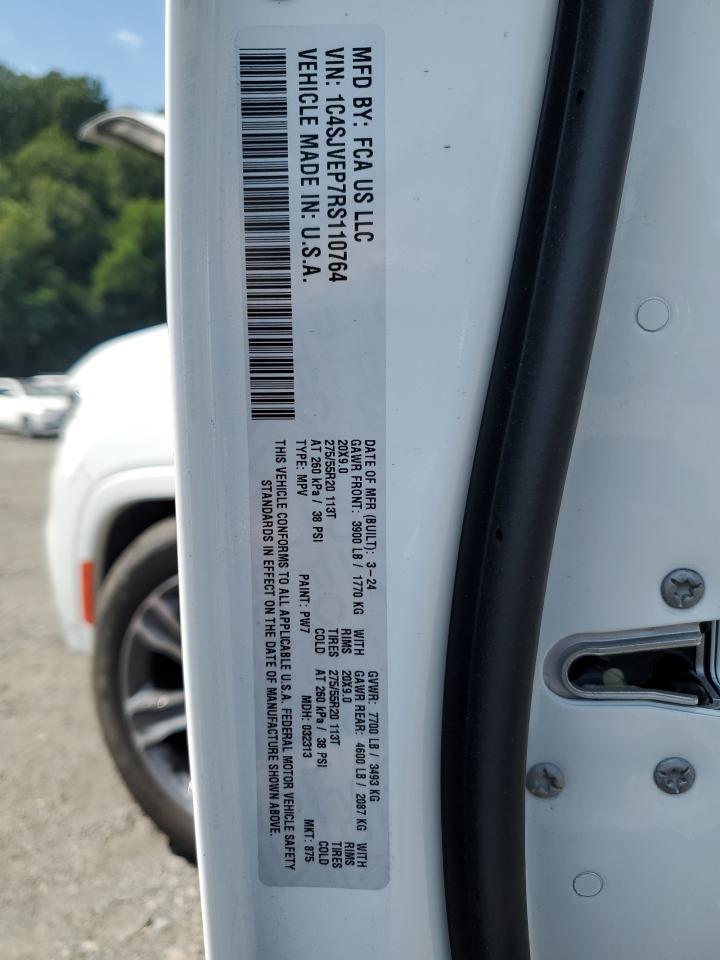 MFD BY: FCA US LLC
VIN: 1C4SJVEP7RS110764
VEHICLE MADE IN: U.S.A.
DATE OF MFR (BUILT): 3-24 GVWR: 7700 LB / 3493 KG
GAWR FRONT: 3900 LB / 1770 KG WITH GAWR REAR: 4600 LB / 2087 KG WITH
20X9.0 RIMS 20X9.0 RIMS
275/55R20 113T TIRES 275/55R20 113T TIRES
AT 260 kPa / 38 PSI COLD AT 260 kPa / 38 PSI COLD
TYPE: MPV PAINT: PW7 MDH: 032313 MKT: 875
THIS VEHICLE CONFORMS TO ALL APPLICABLE U.S.A. FEDERAL MOTOR VEHICLE SAFETY
STANDARDS IN EFFECT ON THE DATE OF MANUFACTURE SHOWN ABOVE.